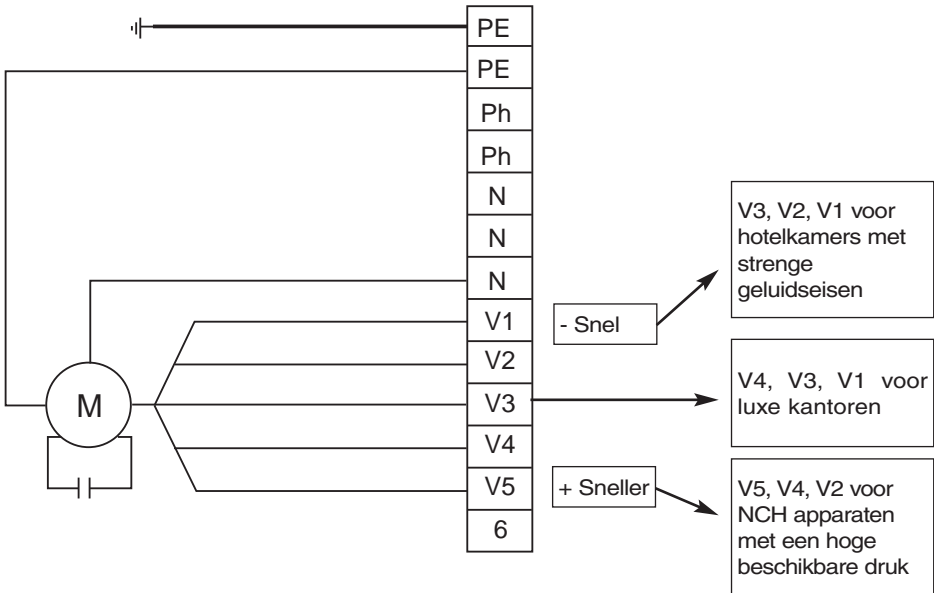 PE
PE
Ph
Ph
N
N
N
V1
V2
V3
V4
V5
6
M
- Snel
+ Sneller
V3, V2, V1 voor
hotelkamers met
strenge
geluidseisen
V4, V3, V1 voor
luxe kantoren
V5, V4, V2 voor
NCH apparaten
met een hoge
beschikbare druk